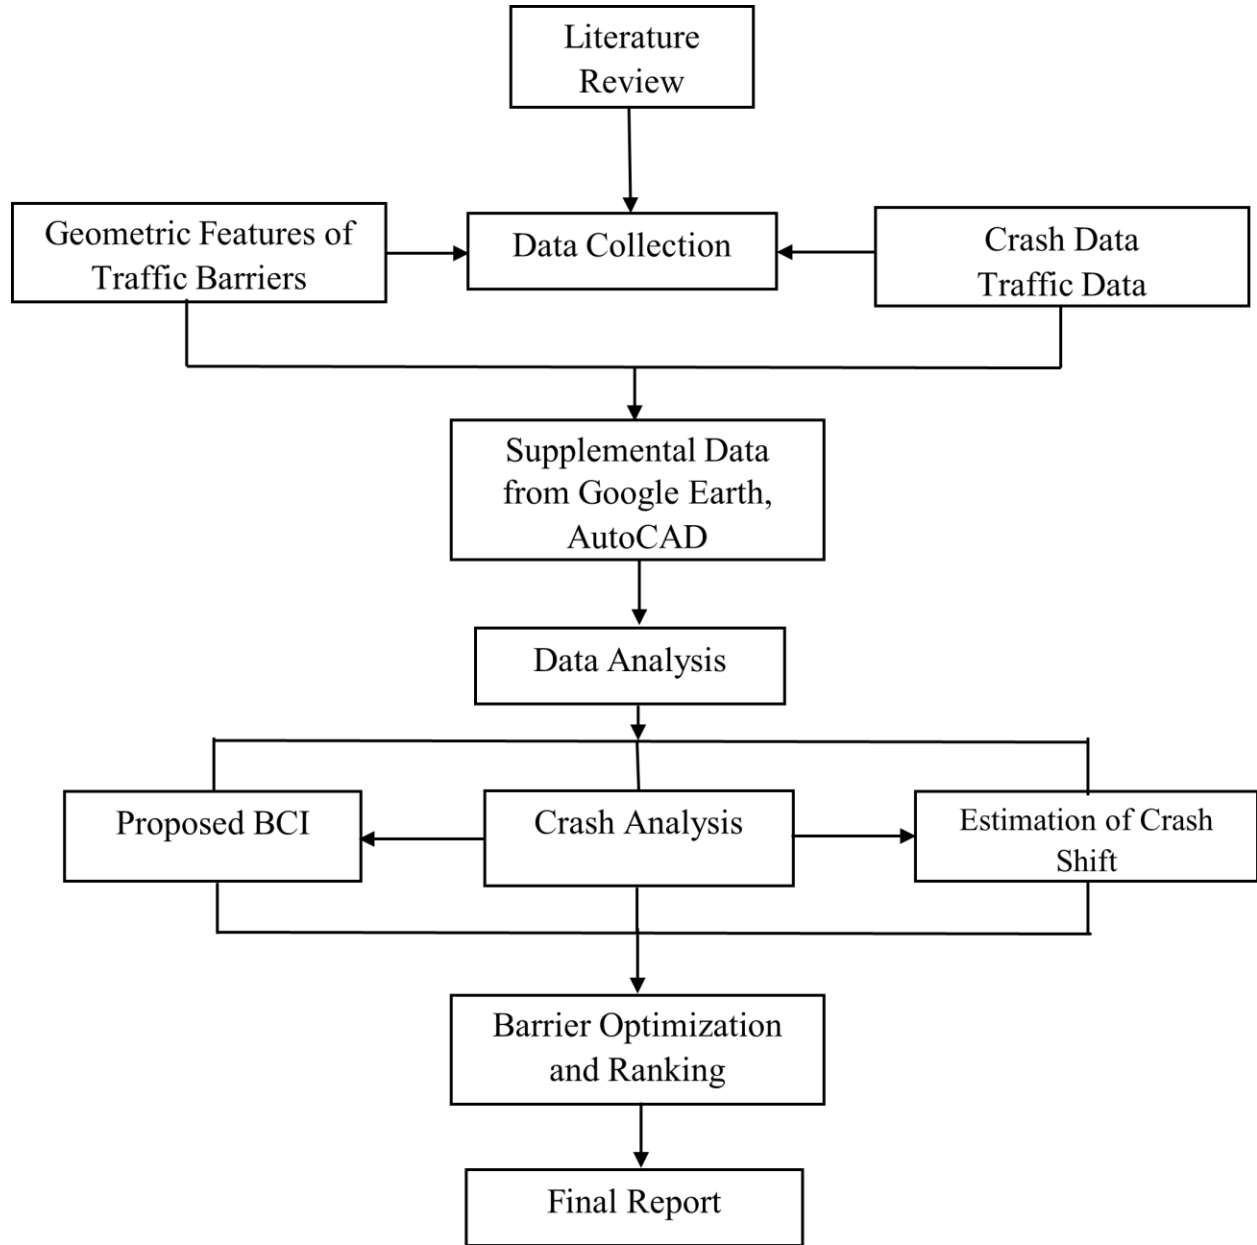 Literature
Review
Geometric Features of
Traffic Barriers
Data Collection
Crash Data
Traffic Data
Supplemental Data
from Google Earth,
AutoCAD
Data Analysis
Proposed BCI
Crash Analysis
Estimation of Crash
Shift
Barrier Optimization
and Ranking
Final Report